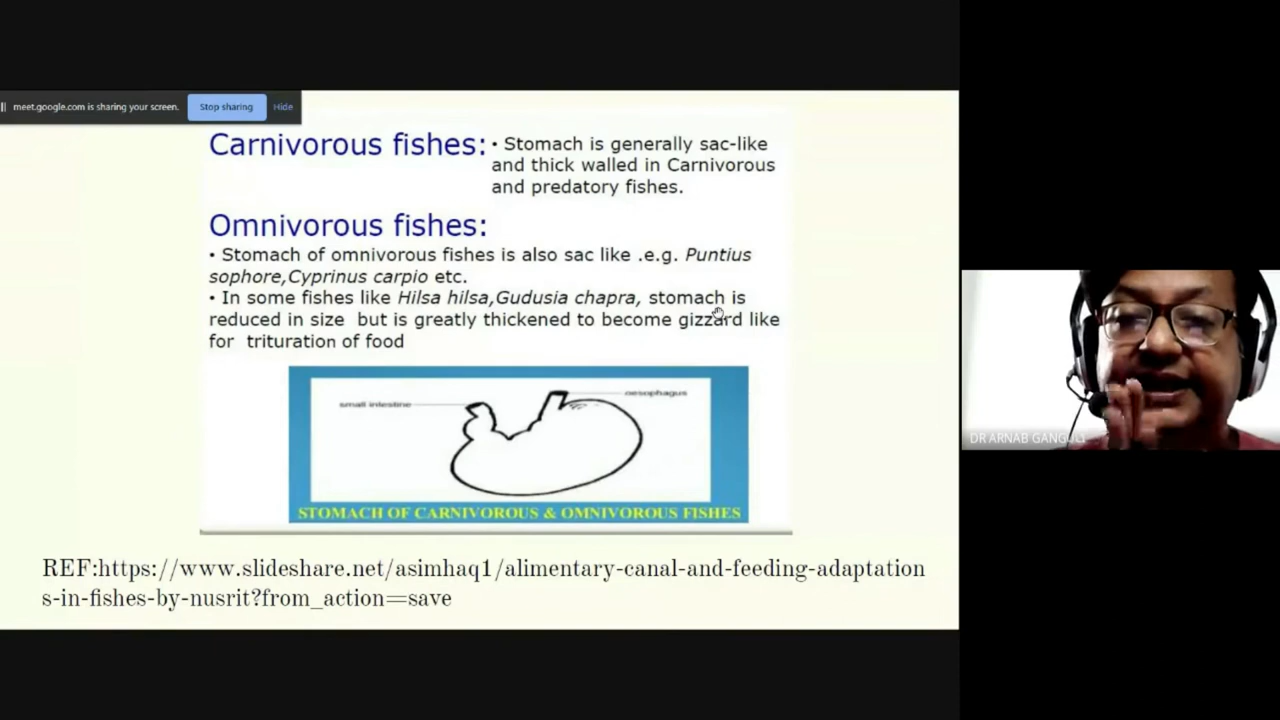 meet.google.com is sharing your screen. Stop sharing Hide
Carnivorous fishes: • Stomach is generally sac-like
and thick walled in Carnivorous
and predatory fishes.
Omnivorous fishes:
• Stomach of omnivorous fishes is also sac like .e.g. Puntius
sophore,Cyprinus carpio etc.
• In some fishes like Hilsa hilsa,Gudusia chapra, stomach is
reduced in size but is greatly thickened to become gizzard like
for trituration of food
small intestine
oesophagus
STOMACH OF CARNIVOROUS & OMNIVOROUS FISHES
REF:https://www.slideshare.net/asimhaq1/alimentary-canal-and-feeding-adaptation
s-in-fishes-by-nusrit?from_action=save
DR ARNAB GANGULI